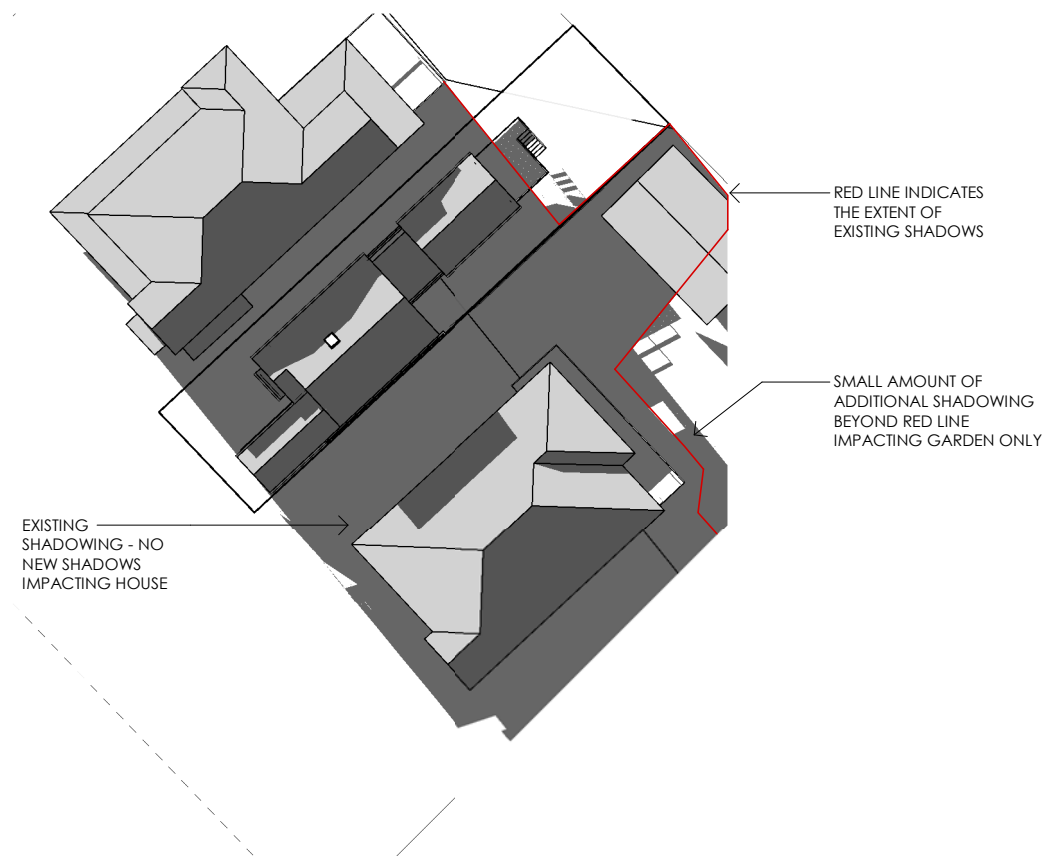 RED LINE INDICATES
THE EXTENT OF
EXISTING SHADOWS
SMALL AMOUNT OF
ADDITIONAL SHADOWING
BEYOND RED LINE
IMPACTING GARDEN ONLY
EXISTING
SHADOWING - NO
NEW SHADOWS
IMPACTING HOUSE